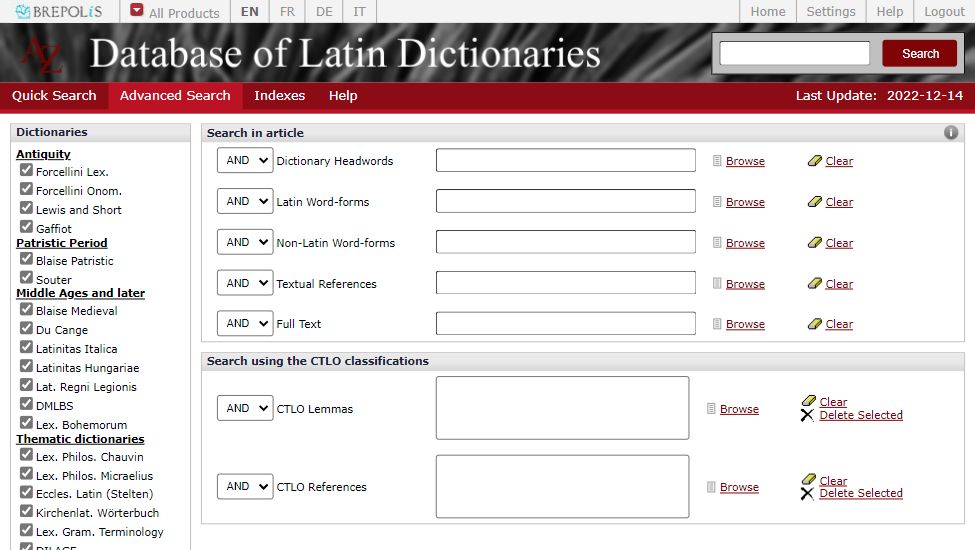 BREPOLiS All Products EN FR DE IT Home Settings Help Logout
AZ Database of Latin Dictionaries Search
Quick Search Advanced Search Indexes Help Last Update: 2022-12-14
Dictionaries
Antiquity
Forcellini Lex.
Forcellini Onom.
Lewis and Short
Gaffiot
Patristic Period
Blaise Patristic
Souter
Middle Ages and later
Blaise Medieval
Du Cange
Latinitas Italica
Latinitas Hungariae
Lat. Regni Legionis
DMLBS
Lex. Bohemorum
Thematic dictionaries
Lex. Philos. Chauvin
Lex. Philos. Micraelius
Eccles. Latin (Stelten)
Kirchenlat. Wörterbuch
Lex. Gram. Terminology
Search in article i
AND Dictionary Headwords Browse Clear
AND Latin Word-forms Browse Clear
AND Non-Latin Word-forms Browse Clear
AND Textual References Browse Clear
AND Full Text Browse Clear
Search using the CTLO classifications
AND CTLO Lemmas Browse Clear
Delete Selected
AND CTLO References Browse Clear
Delete Selected